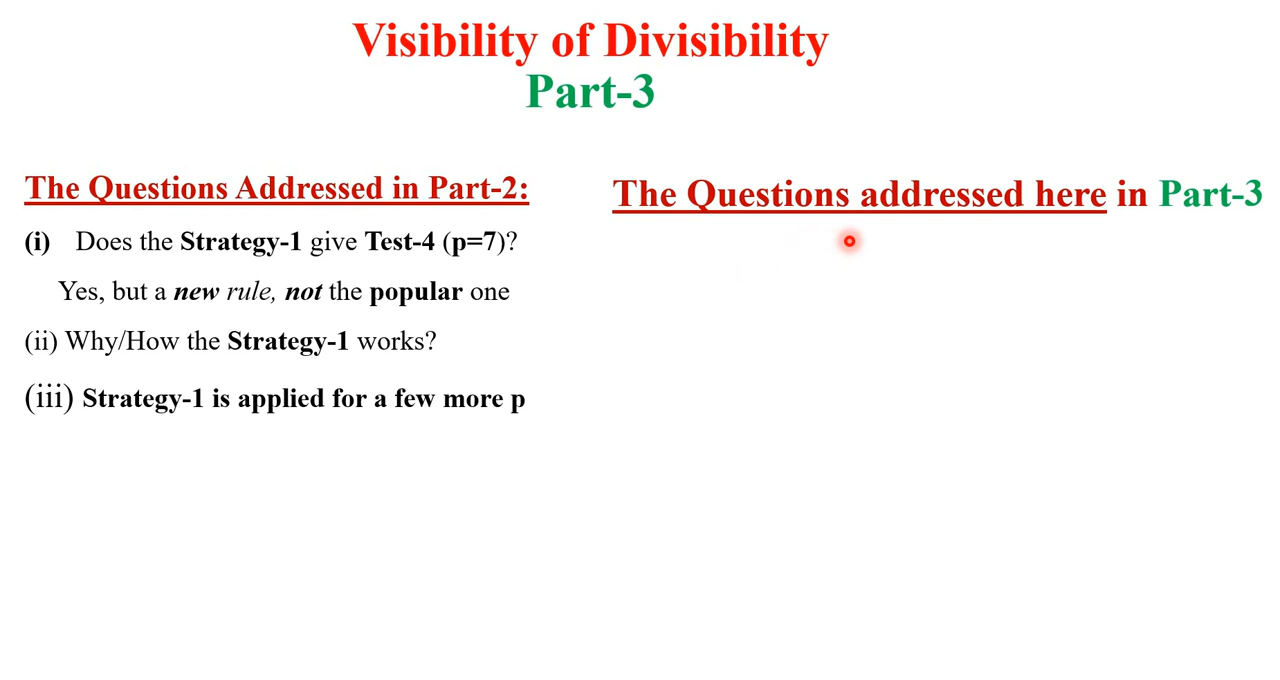 Visibility of Divisibility
Part-3
The Questions Addressed in Part-2:
(i) Does the Strategy-1 give Test-4 (p=7)?
Yes, but a new rule, not the popular one
(ii) Why/How the Strategy-1 works?
(iii) Strategy-1 is applied for a few more p
The Questions addressed here in Part-3